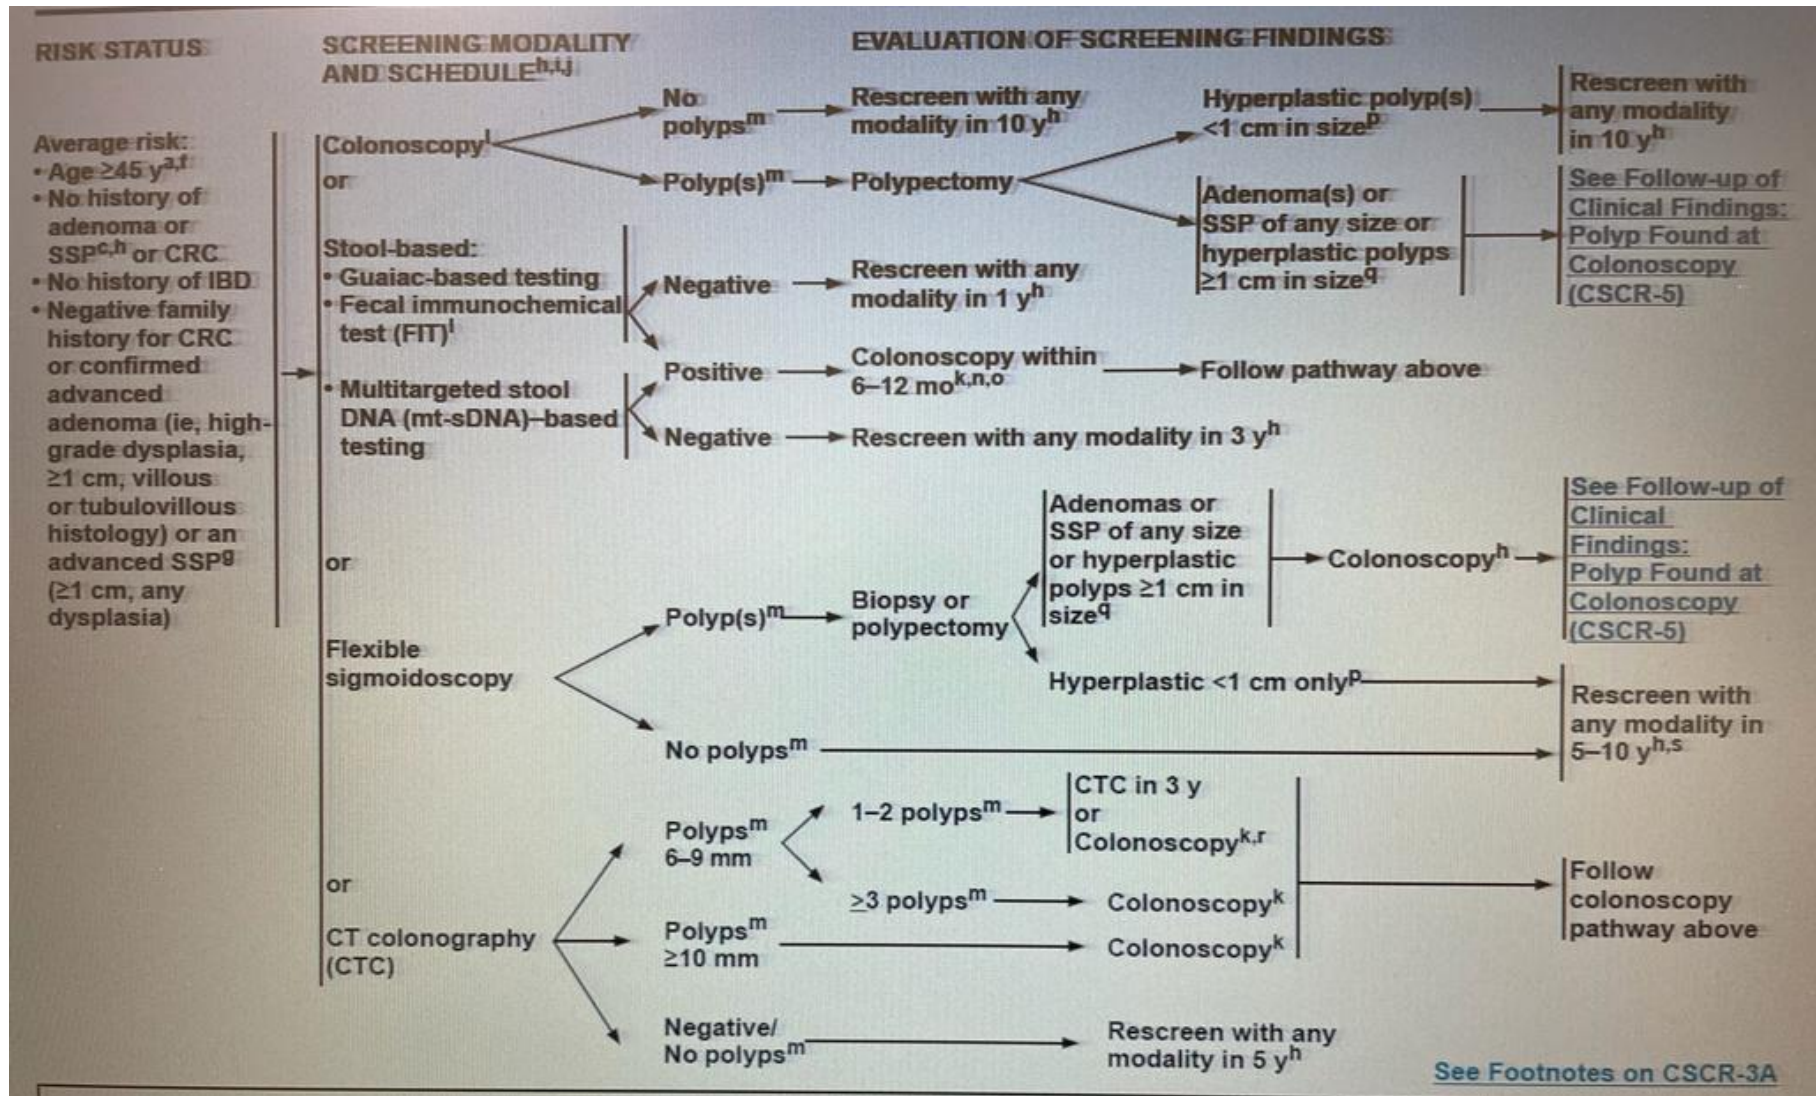 RISK STATUS
SCREENING MODALITY
AND SCHEDULEh,i,j
EVALUATION OF SCREENING FINDINGS
Average risk:
• Age ≥45 ya,f
• No history of
adenoma or
SSPc,h or CRC
• No history of IBD
• Negative family
history for CRC
or confirmed
advanced
adenoma (ie, high-
grade dysplasia,
≥1 cm, villous
or tubulovillous
histology) or an
advanced SSPg
(≥1 cm, any
dysplasia)
Colonoscopyl
or
No
polypsm
Rescreen with any
modality in 10 yh
Polyp(s)m
Polypectomy
Hyperplastic polyp(s)
<1 cm in sizep
Rescreen with
any modality
in 10 yh
Adenoma(s) or
SSP of any size or
hyperplastic polyps
≥1 cm in sizeq
See Follow-up of
Clinical Findings:
Polyp Found at
Colonoscopy
(CSCR-5)
Stool-based:
• Guaiac-based testing
• Fecal immunochemical
test (FIT)l
Negative
Rescreen with any
modality in 1 yh
Positive
Colonoscopy within
6–12 mok,n,o
Follow pathway above
• Multitargeted stool
DNA (mt-sDNA)–based
testing
Negative
Rescreen with any modality in 3 yh
or
Flexible
sigmoidoscopy
Polyp(s)m
Biopsy or
polypectomy
Adenomas or
SSP of any size
or hyperplastic
polyps ≥1 cm in
sizeq
Colonoscopyh
See Follow-up of
Clinical
Findings:
Polyp Found at
Colonoscopy
(CSCR-5)
Hyperplastic <1 cm onlyp
No polypsm
Rescreen with
any modality in
5–10 yh,s
or
CT colonography
(CTC)
Polypsm
6–9 mm
1–2 polypsm
CTC in 3 y
or
Colonoscopyk,r
≥3 polypsm
Colonoscopyk
Polypsm
≥10 mm
Colonoscopyk
Follow
colonoscopy
pathway above
Negative/
No polypsm
Rescreen with any
modality in 5 yh
See Footnotes on CSCR-3A